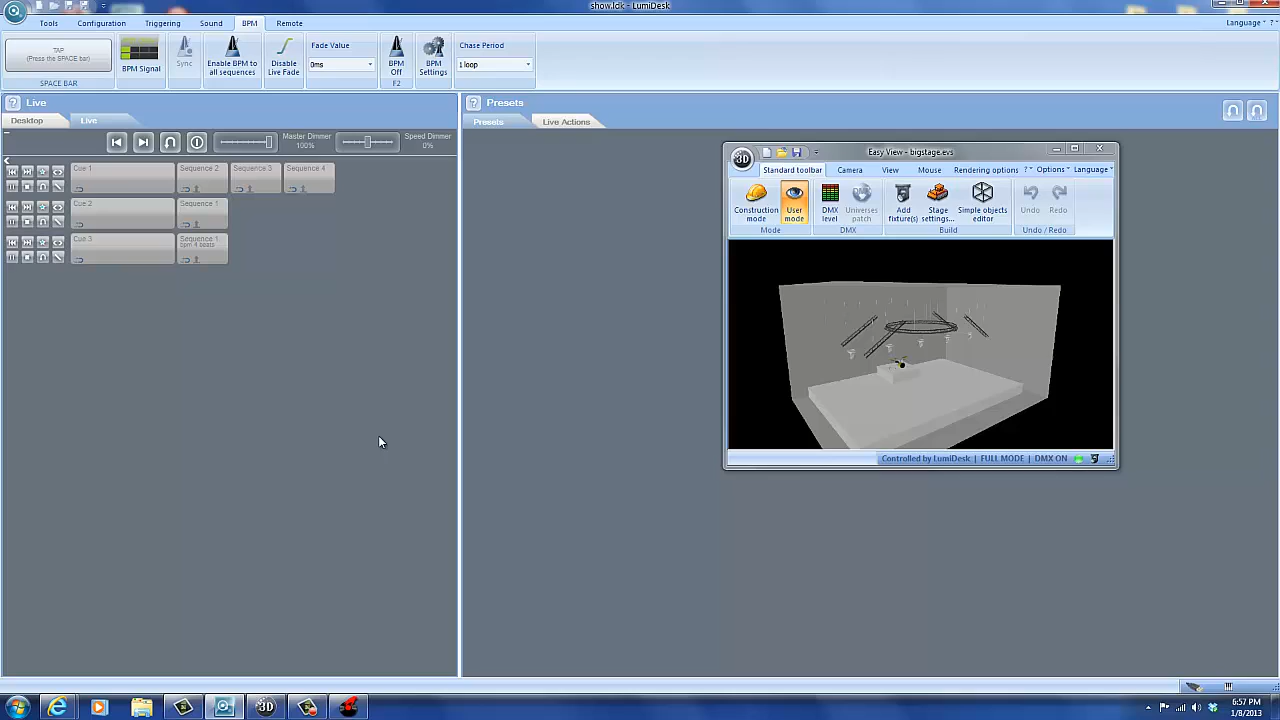 show.ldk - LumiDesk
Tools Configuration Triggering Sound BPM Remote Language ?
TAP
(Press the SPACE bar)
SPACE BAR
BPM Signal
Sync
Enable BPM to
all sequences
Disable
Live Fade
Fade Value
0ms
BPM
Off
F2
BPM
Settings
Chase Period
1 loop
? Live
Desktop Live
Master Dimmer
100%
Speed Dimmer
0%
Cue 1 Sequence 2 Sequence 3 Sequence 4
Cue 2 Sequence 1
Cue 3 Sequence 1
bpm 4 beats
? Presets
Presets Live Actions
3D Easy View - bigstage.evs
Standard toolbar Camera View Mouse Rendering options ? Options Language
Construction
mode
User
mode
Mode
DMX
level
Universes
patch
DMX
Add
fixture(s)
Stage
settings...
Simple objects
editor
Build
Undo Redo
Undo / Redo
Controlled by LumiDesk | FULL MODE | DMX ON
3D
6:57 PM
1/8/2013